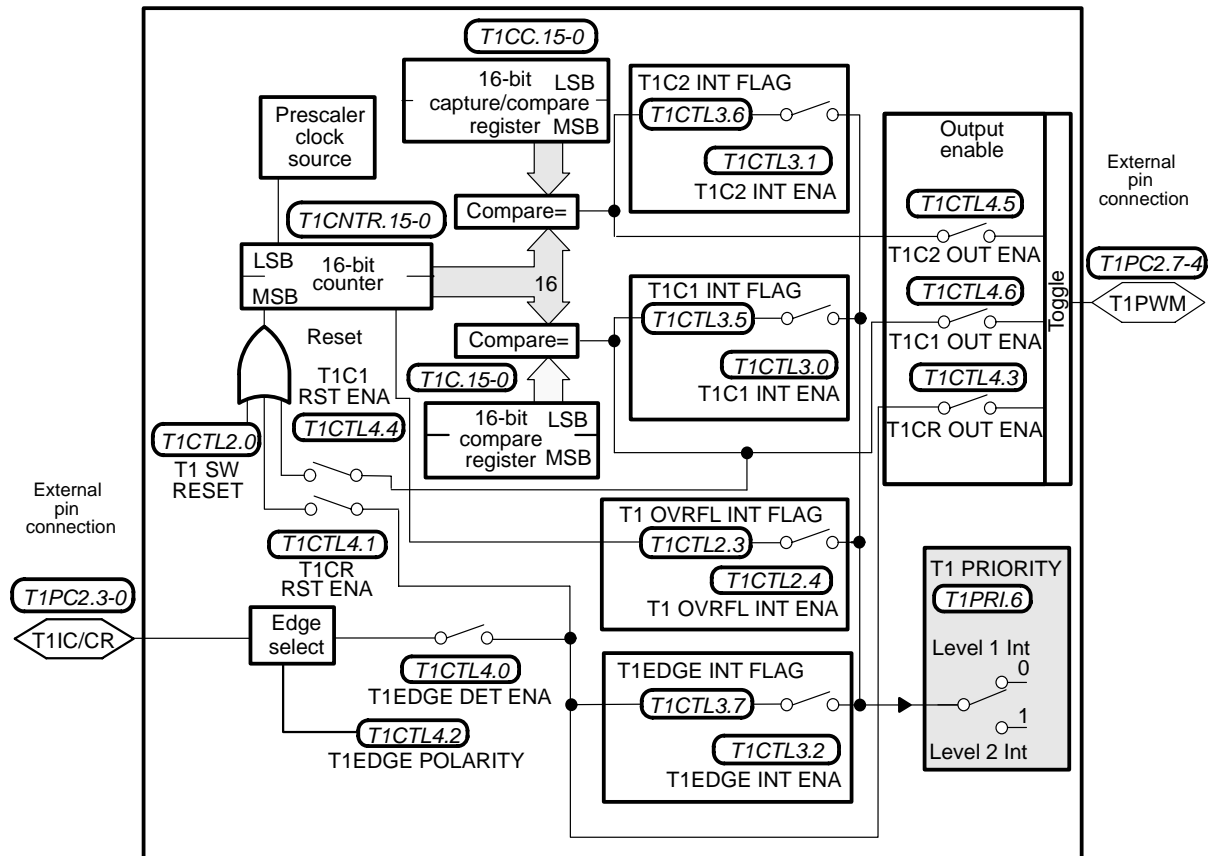 T1CC.15-0
16-bit
capture/compare
register
LSB
MSB
Prescaler
clock
source
T1CNTR.15-0
LSB
MSB
16-bit
counter
Compare=
16
Compare=
T1C.15-0
16-bit
compare
register
LSB
MSB
Reset
T1C1
RST ENA
T1CTL4.4
T1CTL2.0
T1 SW
RESET
T1CTL4.1
T1CR
RST ENA
External
pin
connection
T1PC2.3-0
T1IC/CR
Edge
select
T1CTL4.0
T1EDGE DET ENA
T1CTL4.2
T1EDGE POLARITY
T1C2 INT FLAG
T1CTL3.6
T1CTL3.1
T1C2 INT ENA
T1C1 INT FLAG
T1CTL3.5
T1CTL3.0
T1C1 INT ENA
T1 OVRFL INT FLAG
T1CTL2.3
T1CTL2.4
T1 OVRFL INT ENA
T1EDGE INT FLAG
T1CTL3.7
T1CTL3.2
T1EDGE INT ENA
Output
enable
T1CTL4.5
T1C2 OUT ENA
T1CTL4.6
T1C1 OUT ENA
T1CTL4.3
T1CR OUT ENA
Toggle
External
pin
connection
T1PC2.7-4
T1PWM
T1 PRIORITY
T1PRI.6
Level 1 Int
0
1
Level 2 Int